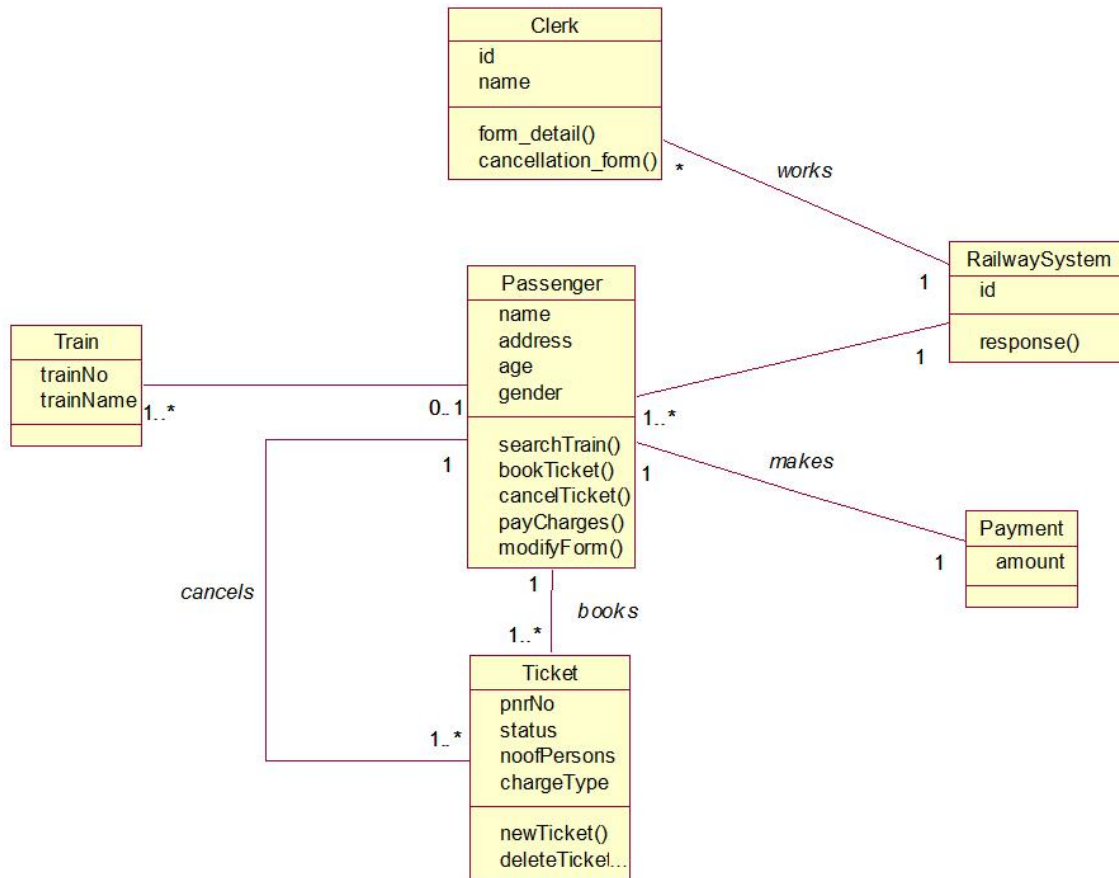 Clerk
id
name
form_detail()
cancellation_form()
*
works
RailwaySystem
id
response()
1
1
Passenger
name
address
age
gender
searchTrain()
bookTicket()
cancelTicket()
payCharges()
modifyForm()
Train
trainNo
trainName
1..*
0..1
1..*
1
1
makes
Payment
amount
1
cancels
1
books
1..*
Ticket
pnrNo
status
noofPersons
chargeType
newTicket()
deleteTicket...
1..*